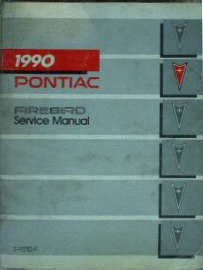 1990
PONTIAC
FIREBIRD
Service Manual